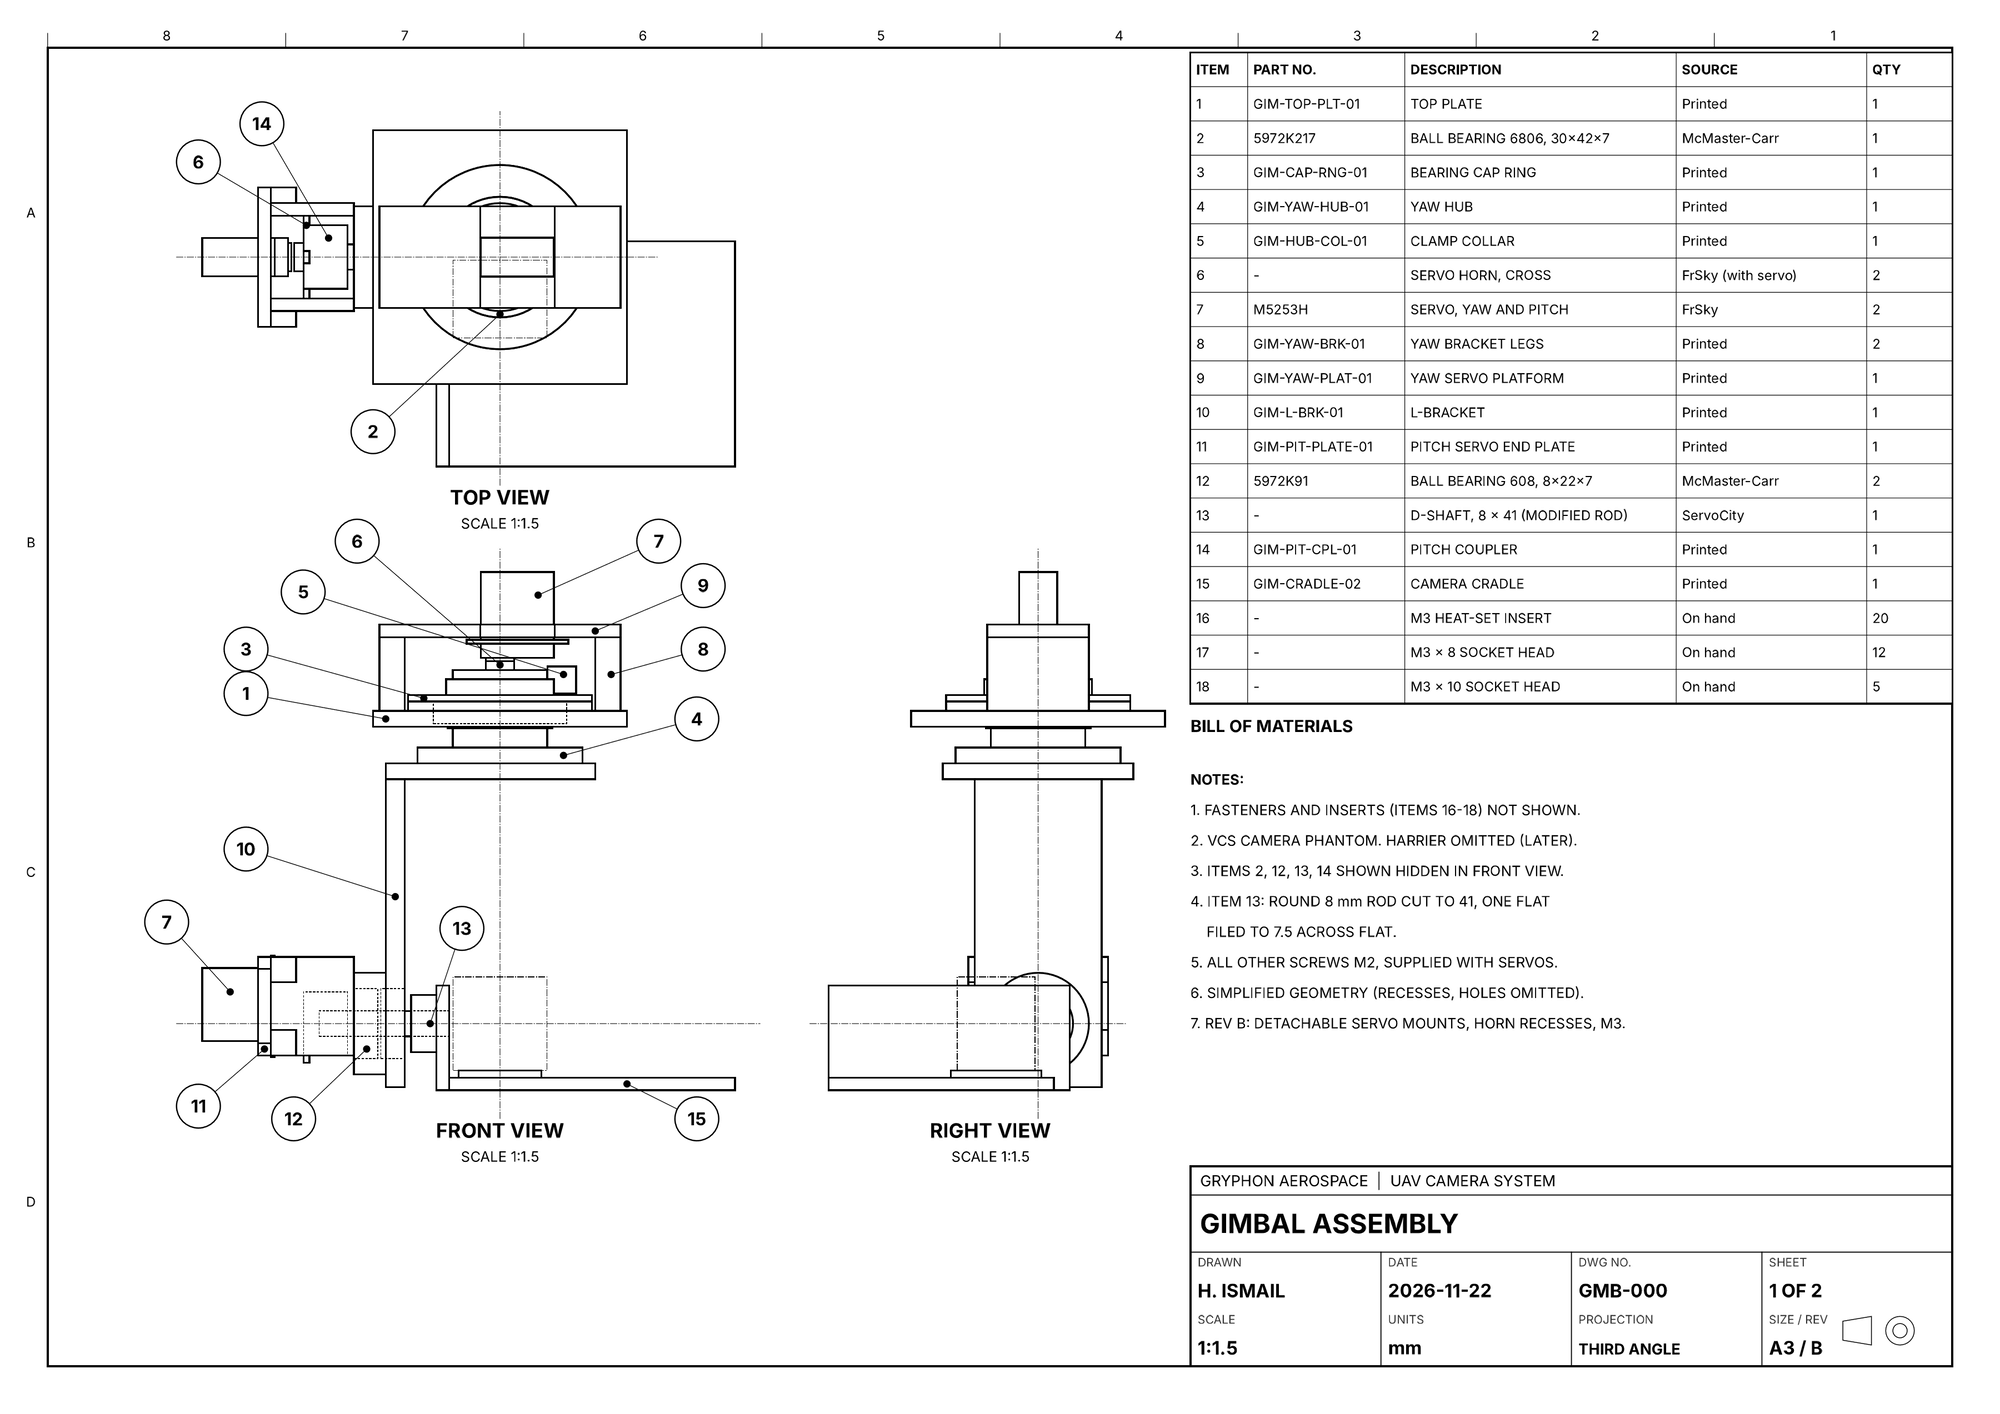 8 7 6 5 4 3 2 1
A
B
C
D
14
6
2
TOP VIEW
SCALE 1:1.5
6
7
5
9
3
8
1
4
10
7
13
11
12
15
FRONT VIEW
SCALE 1:1.5
RIGHT VIEW
SCALE 1:1.5
ITEM PART NO. DESCRIPTION SOURCE QTY
1 GIM-TOP-PLT-01 TOP PLATE Printed 1
2 5972K217 BALL BEARING 6806, 30×42×7 McMaster-Carr 1
3 GIM-CAP-RNG-01 BEARING CAP RING Printed 1
4 GIM-YAW-HUB-01 YAW HUB Printed 1
5 GIM-HUB-COL-01 CLAMP COLLAR Printed 1
6 - SERVO HORN, CROSS FrSky (with servo) 2
7 M5253H SERVO, YAW AND PITCH FrSky 2
8 GIM-YAW-BRK-01 YAW BRACKET LEGS Printed 2
9 GIM-YAW-PLAT-01 YAW SERVO PLATFORM Printed 1
10 GIM-L-BRK-01 L-BRACKET Printed 1
11 GIM-PIT-PLATE-01 PITCH SERVO END PLATE Printed 1
12 5972K91 BALL BEARING 608, 8×22×7 McMaster-Carr 2
13 - D-SHAFT, 8 × 41 (MODIFIED ROD) ServoCity 1
14 GIM-PIT-CPL-01 PITCH COUPLER Printed 1
15 GIM-CRADLE-02 CAMERA CRADLE Printed 1
16 - M3 HEAT-SET INSERT On hand 20
17 - M3 × 8 SOCKET HEAD On hand 12
18 - M3 × 10 SOCKET HEAD On hand 5
BILL OF MATERIALS
NOTES:
1. FASTENERS AND INSERTS (ITEMS 16-18) NOT SHOWN.
2. VCS CAMERA PHANTOM. HARRIER OMITTED (LATER).
3. ITEMS 2, 12, 13, 14 SHOWN HIDDEN IN FRONT VIEW.
4. ITEM 13: ROUND 8 mm ROD CUT TO 41, ONE FLAT
FILED TO 7.5 ACROSS FLAT.
5. ALL OTHER SCREWS M2, SUPPLIED WITH SERVOS.
6. SIMPLIFIED GEOMETRY (RECESSES, HOLES OMITTED).
7. REV B: DETACHABLE SERVO MOUNTS, HORN RECESSES, M3.
GRYPHON AEROSPACE | UAV CAMERA SYSTEM
GIMBAL ASSEMBLY
DRAWN DATE DWG NO. SHEET
H. ISMAIL 2026-11-22 GMB-000 1 OF 2
SCALE UNITS PROJECTION SIZE / REV
1:1.5 mm THIRD ANGLE A3 / B